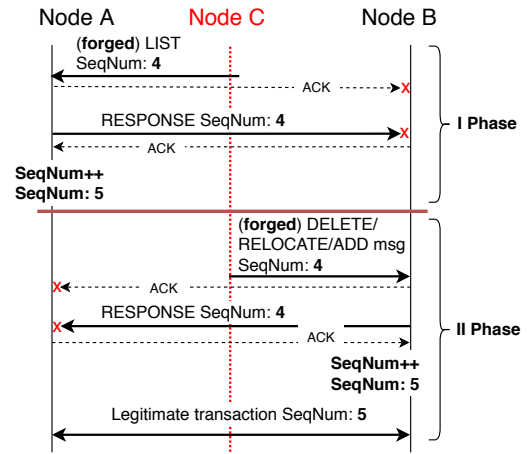 Node A
Node C
Node B
(forged) LIST
SeqNum: 4
ACK
X
RESPONSE SeqNum: 4
X
ACK
I Phase
SeqNum++
SeqNum: 5
(forged) DELETE/
RELOCATE/ADD msg
SeqNum: 4
X
ACK
RESPONSE SeqNum: 4
X
ACK
II Phase
SeqNum++
SeqNum: 5
Legitimate transaction SeqNum: 5